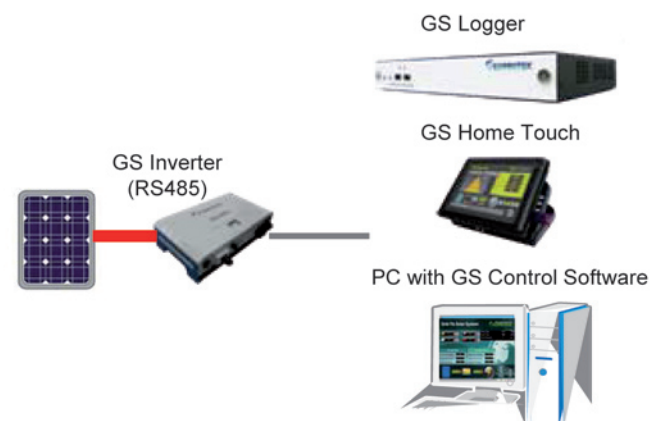 GS Logger
GS Home Touch
GS Inverter
(RS485)
PC with GS Control Software